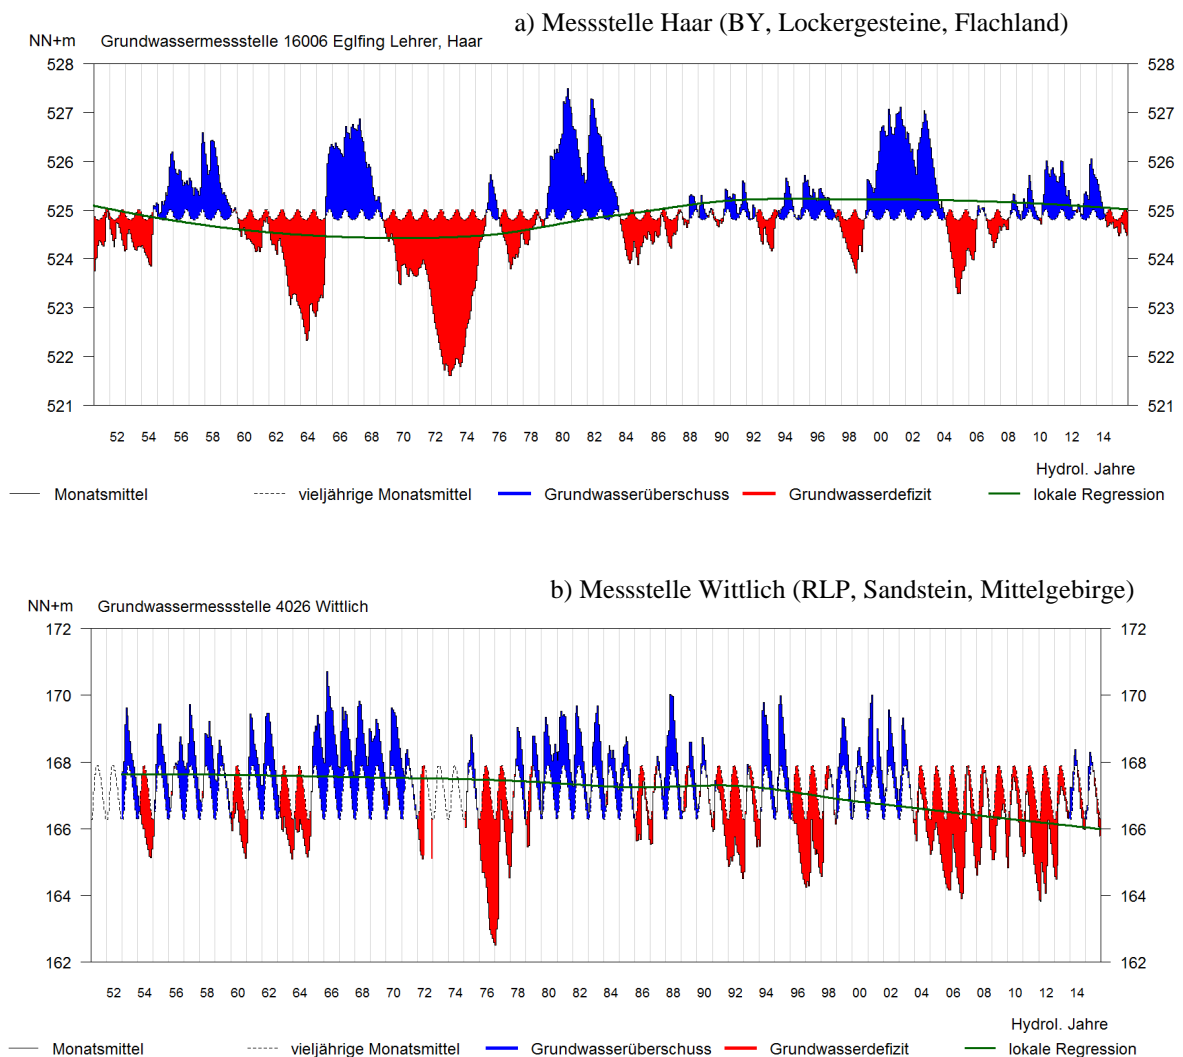 a) Messstelle Haar (BY, Lockergesteine, Flachland)
NN+m Grundwassermessstelle 16006 Eglfing Lehrer, Haar
528 528
527 527
526 526
525 525
524 524
523 523
522 522
521 521
52 54 56 58 60 62 64 66 68 70 72 74 76 78 80 82 84 86 88 90 92 94 96 98 00 02 04 06 08 10 12 14
Hydrol. Jahre
Monatsmittel vieljährige Monatsmittel Grundwasserüberschuss Grundwasserdefizit lokale Regression
b) Messstelle Wittlich (RLP, Sandstein, Mittelgebirge)
NN+m Grundwassermessstelle 4026 Wittlich
172 172
170 170
168 168
166 166
164 164
162 162
52 54 56 58 60 62 64 66 68 70 72 74 76 78 80 82 84 86 88 90 92 94 96 98 00 02 04 06 08 10 12 14
Hydrol. Jahre
Monatsmittel vieljährige Monatsmittel Grundwasserüberschuss Grundwasserdefizit lokale Regression